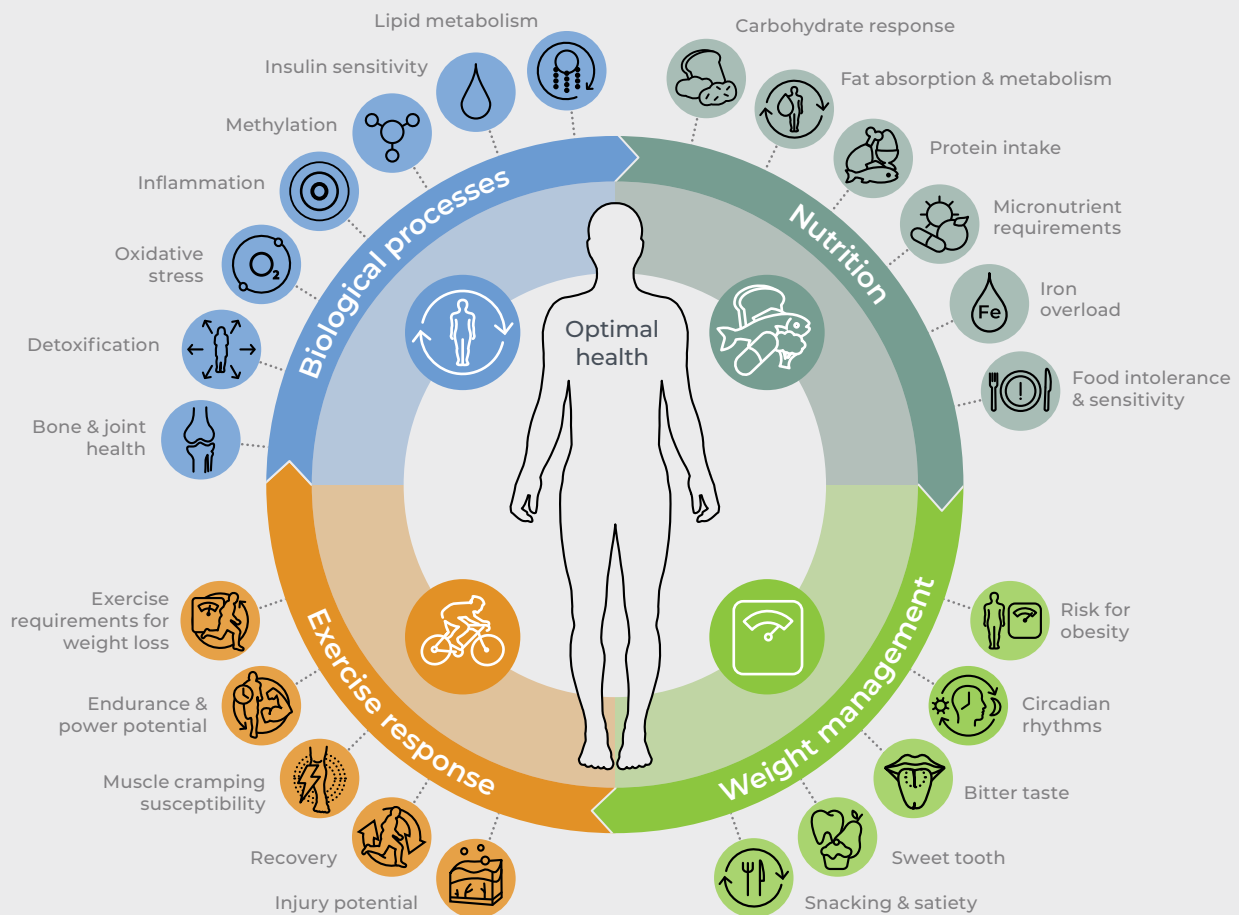 Lipid metabolism
Insulin sensitivity
Methylation
Inflammation
Oxidative
stress
Detoxification
Bone & joint
health
Biological processes
O₂
Carbohydrate response
Fat absorption & metabolism
Protein intake
Micronutrient
requirements
Iron
overload
Fe
Food intolerance
& sensitivity
!
Nutrition
Optimal
health
Exercise
requirements for
weight loss
Endurance &
power potential
Muscle cramping
susceptibility
Recovery
Injury potential
Exercise response
Risk for
obesity
Circadian
rhythms
Bitter taste
Sweet tooth
Snacking & satiety
Weight management